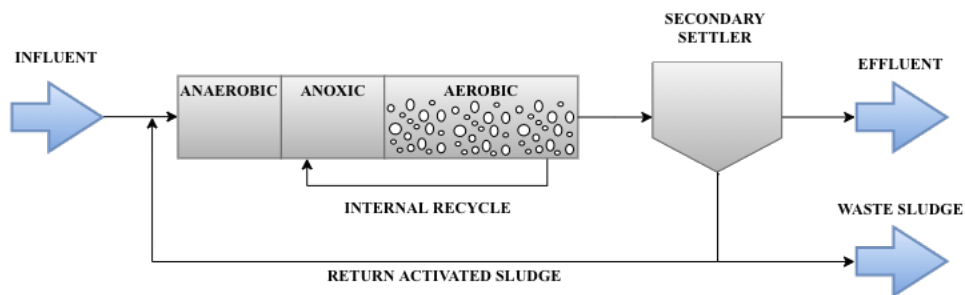 SECONDARY
SETTLER
INFLUENT
EFFLUENT
ANAEROBIC
ANOXIC
AEROBIC
INTERNAL RECYCLE
WASTE SLUDGE
RETURN ACTIVATED SLUDGE